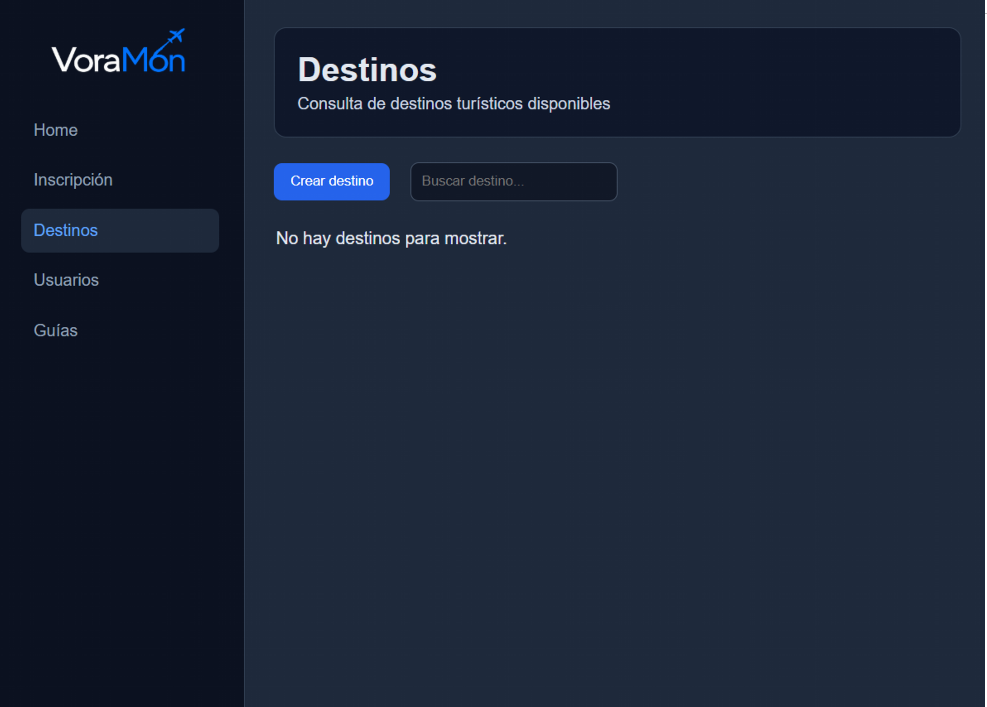 VoraMón
Home
Inscripción
Destinos
Usuarios
Guías
Destinos
Consulta de destinos turísticos disponibles
Crear destino
Buscar destino...
No hay destinos para mostrar.